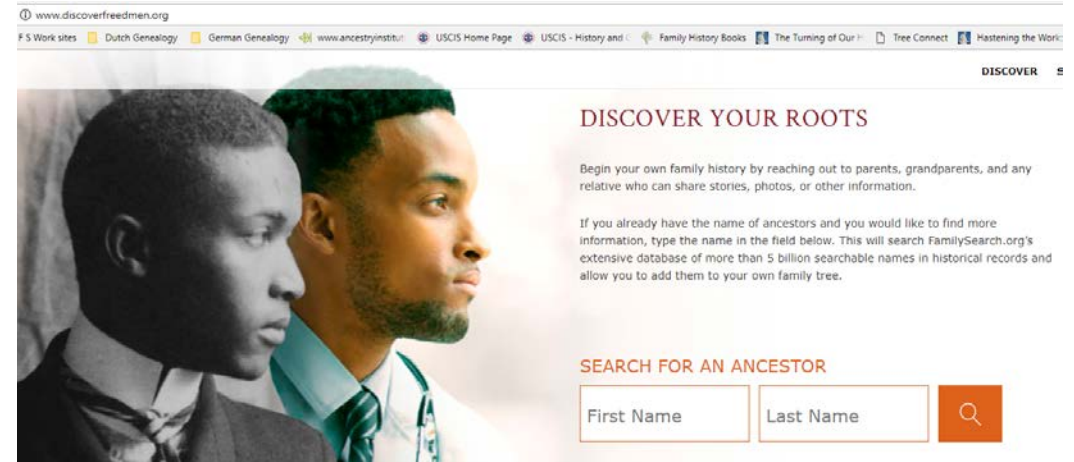 www.discoverfreedmen.org
F S Work sites Dutch Genealogy German Genealogy www.ancestryinstitut USCIS Home Page USCIS - History and Family History Books The Turning of Our H Tree Connect Hastening the Work:
DISCOVER S
DISCOVER YOUR ROOTS
Begin your own family history by reaching out to parents, grandparents, and any
relative who can share stories, photos, or other information.
If you already have the name of ancestors and you would like to find more
information, type the name in the field below. This will search FamilySearch.org's
extensive database of more than 5 billion searchable names in historical records and
allow you to add them to your own family tree.
SEARCH FOR AN ANCESTOR
First Name Last Name